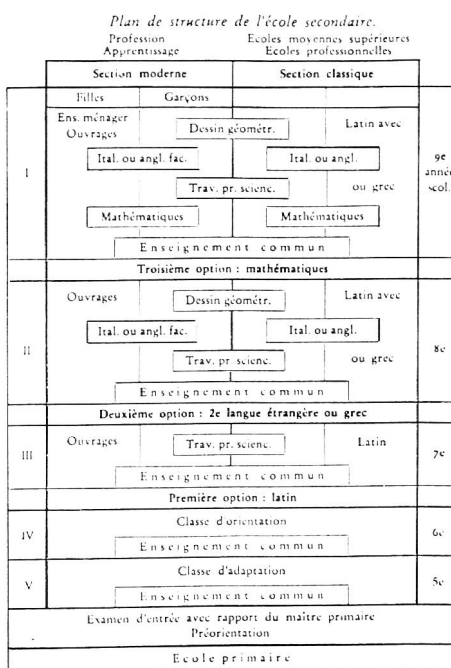 Plan de structure de l'école secondaire.
Profession Ecoles moyennes supérieures
Apprentissage Ecoles professionnelles
Section moderne Section classique
Filles Garçons
Ens. ménager Latin avec
Ouvrages Dessin géométr.
9e
Ital. ou angl. fac. Ital. ou angl. année
I scol.
Trav. pr. scienc. ou grec
Mathématiques Mathématiques
Enseignement commun
Troisième option : mathématiques
Ouvrages Dessin géométr. Latin avec
Ital. ou angl. fac. Ital. ou angl.
II 8e
Trav. pr. scienc. ou grec
Enseignement commun
Deuxième option : 2e langue étrangère ou grec
Ouvrages Trav. pr. scienc. Latin
III 7e
Enseignement commun
Première option : latin
Classe d'orientation
IV 6e
Enseignement commun
Classe d'adaptation
V 5e
Enseignement commun
Examen d'entrée avec rapport du maître primaire
Préorientation
Ecole primaire